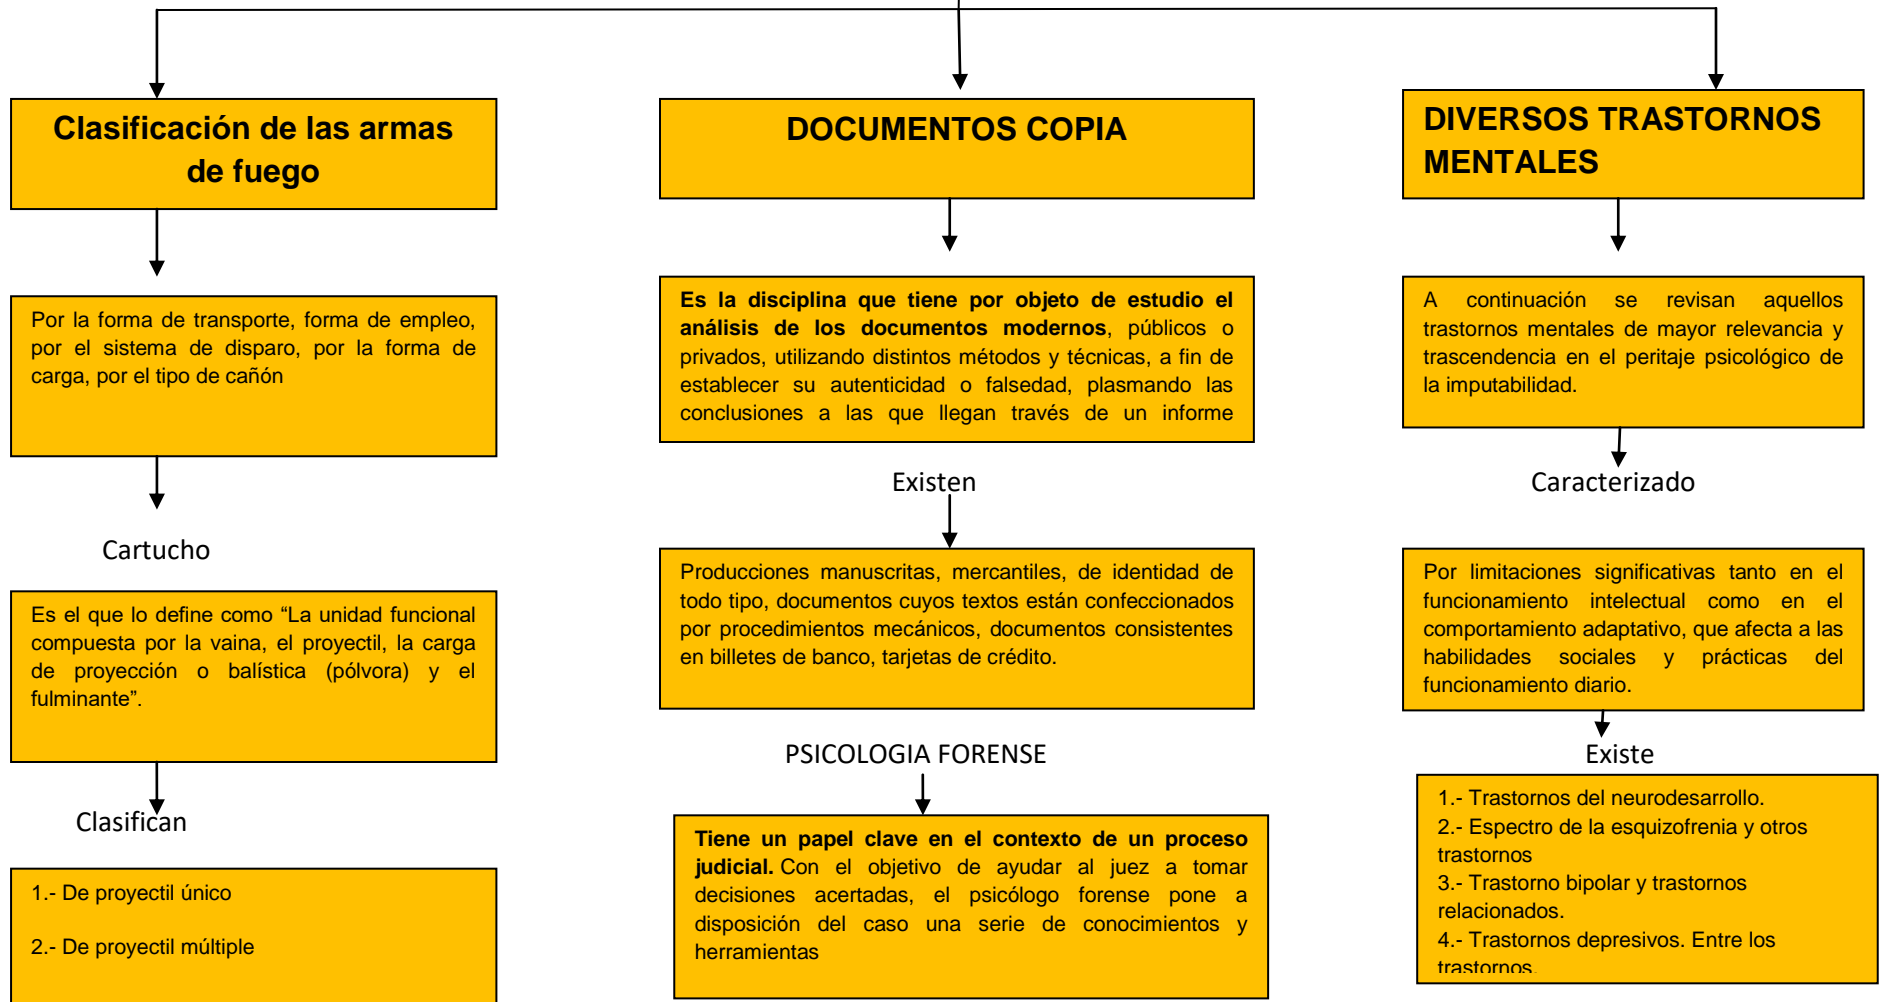 Clasificación de las armas
de fuego
Por la forma de transporte, forma de empleo,
por el sistema de disparo, por la forma de
carga, por el tipo de cañón
Cartucho
Es el que lo define como “La unidad funcional
compuesta por la vaina, el proyectil, la carga
de proyección o balística (pólvora) y el
fulminante”.
Clasifican
1.- De proyectil único
2.- De proyectil múltiple
DOCUMENTOS COPIA
Es la disciplina que tiene por objeto de estudio el
análisis de los documentos modernos, públicos o
privados, utilizando distintos métodos y técnicas, a fin de
establecer su autenticidad o falsedad, plasmando las
conclusiones a las que llegan través de un informe
Existen
Producciones manuscritas, mercantiles, de identidad de
todo tipo, documentos cuyos textos están confeccionados
por procedimientos mecánicos, documentos consistentes
en billetes de banco, tarjetas de crédito.
PSICOLOGIA FORENSE
Tiene un papel clave en el contexto de un proceso
judicial. Con el objetivo de ayudar al juez a tomar
decisiones acertadas, el psicólogo forense pone a
disposición del caso una serie de conocimientos y
herramientas
DIVERSOS TRASTORNOS
MENTALES
A continuación se revisan aquellos
trastornos mentales de mayor relevancia y
trascendencia en el peritaje psicológico de
la imputabilidad.
Caracterizado
Por limitaciones significativas tanto en el
funcionamiento intelectual como en el
comportamiento adaptativo, que afecta a las
habilidades sociales y prácticas del
funcionamiento diario.
Existe
1.- Trastornos del neurodesarrollo.
2.- Espectro de la esquizofrenia y otros
trastornos
3.- Trastorno bipolar y trastornos
relacionados.
4.- Trastornos depresivos. Entre los
trastornos.